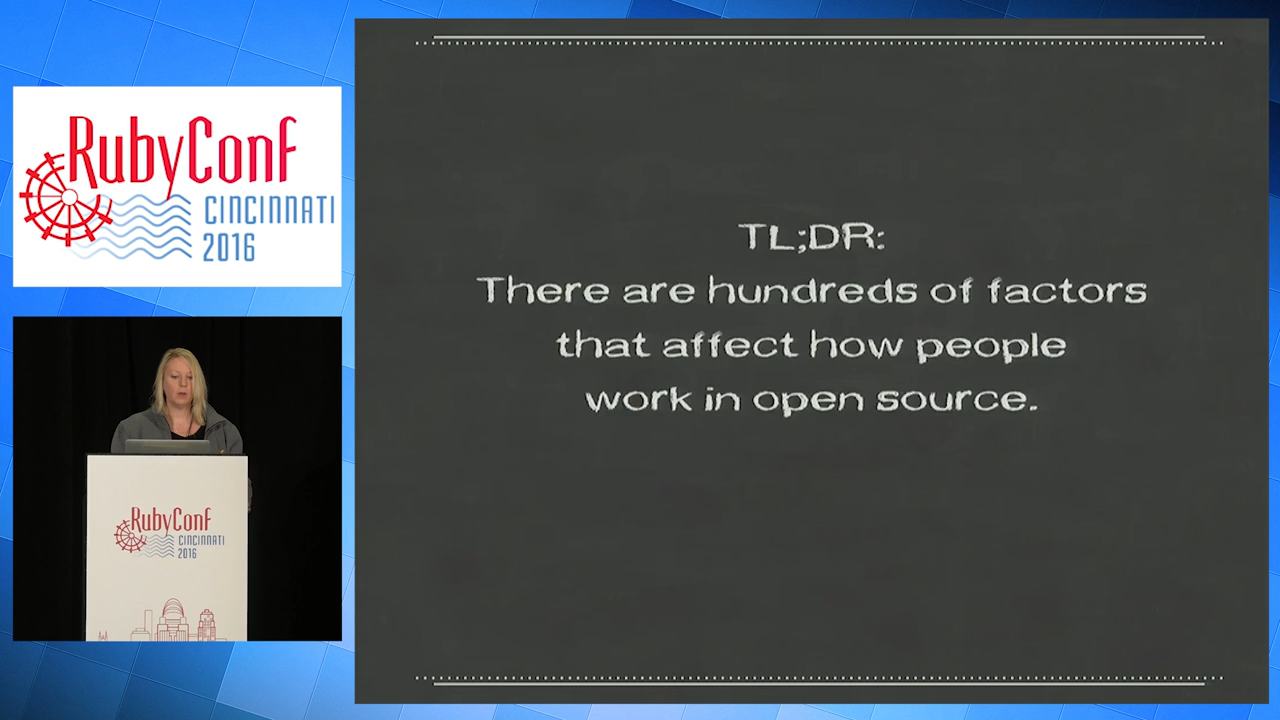 RubyConf
CINCINNATI
2016
TL;DR:
There are hundreds of factors
that affect how people
work in open source.
RubyConf
CINCINNATI
2016